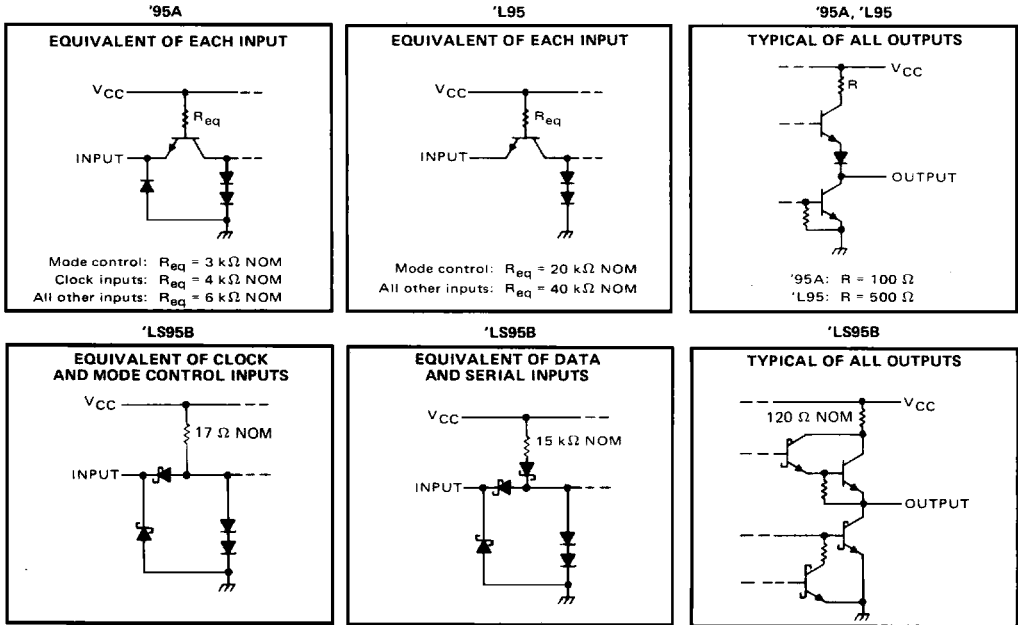 '95A
EQUIVALENT OF EACH INPUT
VCC
Req
INPUT
Mode control: Req = 3 kΩ NOM
Clock inputs: Req = 4 kΩ NOM
All other inputs: Req = 6 kΩ NOM
'L95
EQUIVALENT OF EACH INPUT
VCC
Req
INPUT
Mode control: Req = 20 kΩ NOM
All other inputs: Req = 40 kΩ NOM
'95A, 'L95
TYPICAL OF ALL OUTPUTS
VCC
R
OUTPUT
'95A: R = 100 Ω
'L95: R = 500 Ω
'LS95B
EQUIVALENT OF CLOCK
AND MODE CONTROL INPUTS
VCC
17 Ω NOM
INPUT
'LS95B
EQUIVALENT OF DATA
AND SERIAL INPUTS
VCC
15 kΩ NOM
INPUT
'LS95B
TYPICAL OF ALL OUTPUTS
VCC
120 Ω NOM
OUTPUT